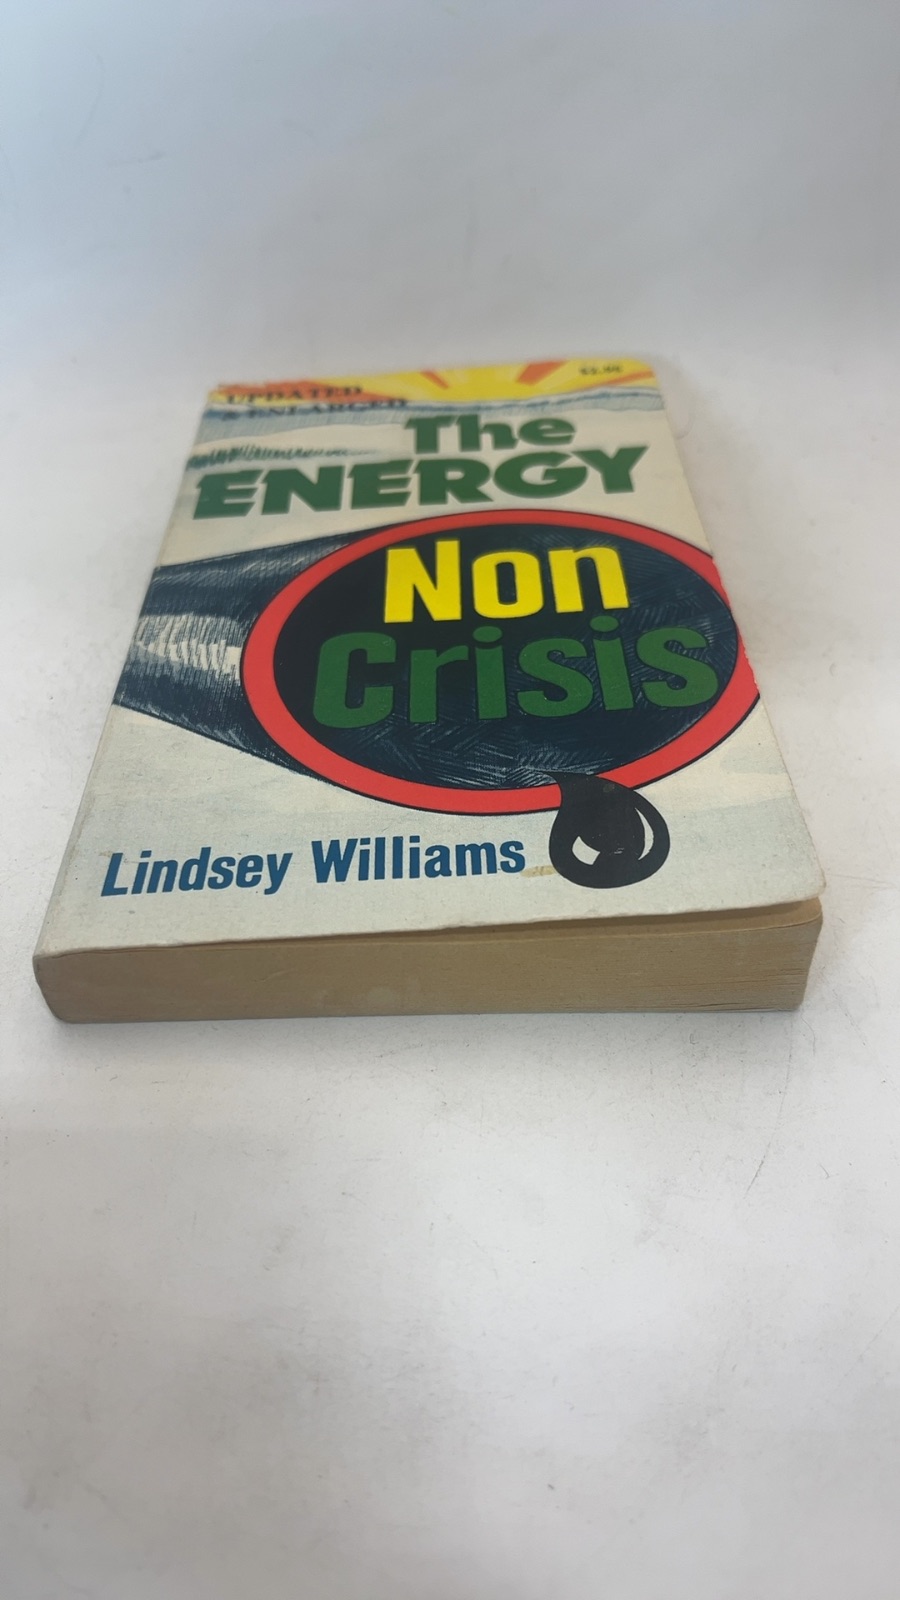 UPDATED
& ENLARGED
The
ENERGY
Non
Crisis
Lindsey Williams